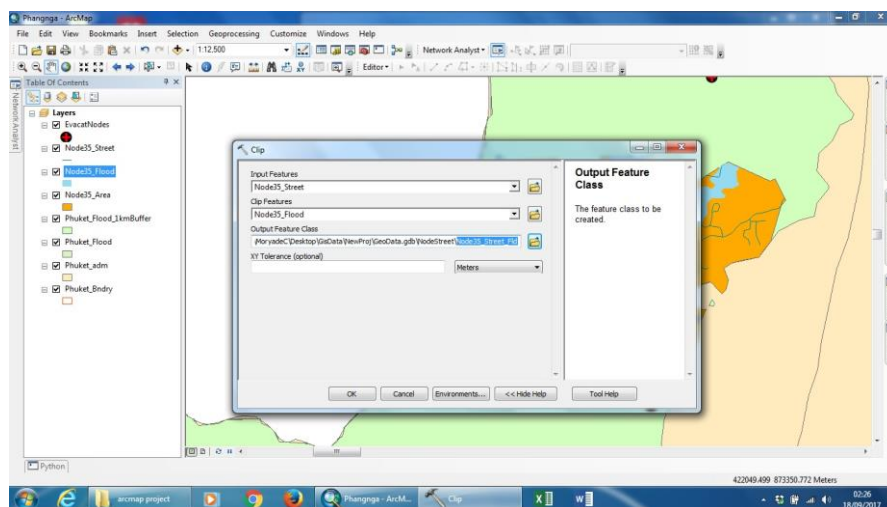 Phangnga - ArcMap
File Edit View Bookmarks Insert Selection Geoprocessing Customize Windows Help
1:12,500
Network Analyst
Editor
Table Of Contents
Network Analyst
Layers
EvacatNodes
Node35_Street
Node35_Flood
Node35_Area
Phuket_Flood_1kmBuffer
Phuket_Flood
Phuket_adm
Phuket_Bndry
Clip
Input Features
Node35_Street
Clip Features
Node35_Flood
Output Feature Class
MoryadeC\Desktop\GisData\NewProj\GeoData.gdb\NodeStreet\Node35_Street_Fld
XY Tolerance (optional)
Meters
OK Cancel Environments... << Hide Help Tool Help
Output Feature Class
The feature class to be created.
Python
422049.499 873350.772 Meters
arcmap project
Phangnga - ArcM...
Clip
02:26
18/09/2017